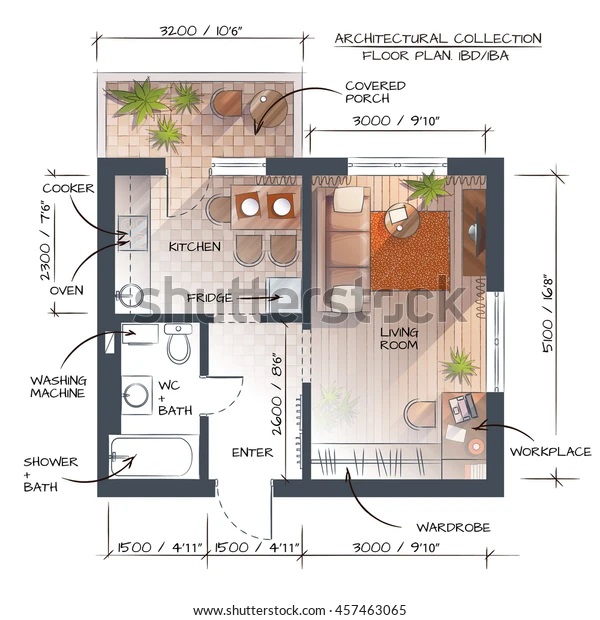 3200 / 10'6"
ARCHITECTURAL COLLECTION
FLOOR PLAN. 1BD/1BA
COVERED
PORCH
3000 / 9'10"
COOKER
2300 / 7'6"
OVEN
KITCHEN
FRIDGE
shutterstock
LIVING
ROOM
5100 / 16'8"
WASHING
MACHINE
WC
+
BATH
2600 / 8'6"
ENTER
SHOWER
+
BATH
WORKPLACE
WARDROBE
1500 / 4'11"
1500 / 4'11"
3000 / 9'10"
www.shutterstock.com · 457463065